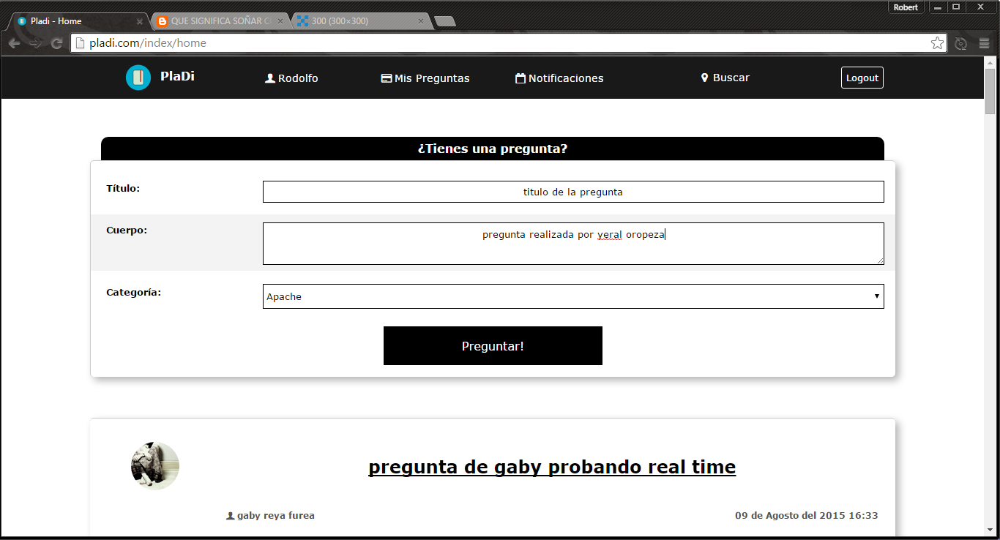 Robert
Pladi - Home
QUE SIGNIFICA SOÑAR C
300 (300×300)
pladi.com/index/home
PlaDi
Rodolfo
Mis Preguntas
Notificaciones
Buscar
Logout
¿Tienes una pregunta?
Título:
titulo de la pregunta
Cuerpo:
pregunta realizada por yeral oropeza
Categoría:
Apache
Preguntar!
pregunta de gaby probando real time
gaby reya furea
09 de Agosto del 2015 16:33